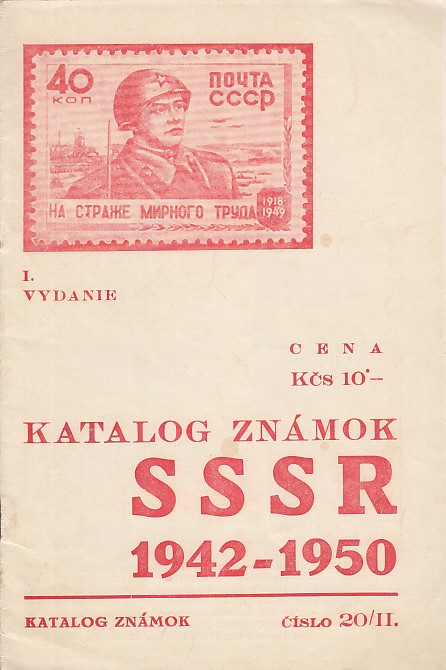 40
КОП
ПОЧТА
СССР
1918
1949
НА СТРАЖЕ МИРНОГО ТРУДА
I.
VYDANIE
CENA
Kčs 10·—
KATALOG ZNÁMOK
SSSR
1942-1950
KATALOG ZNÁMOK ČÍSLO 20/II.